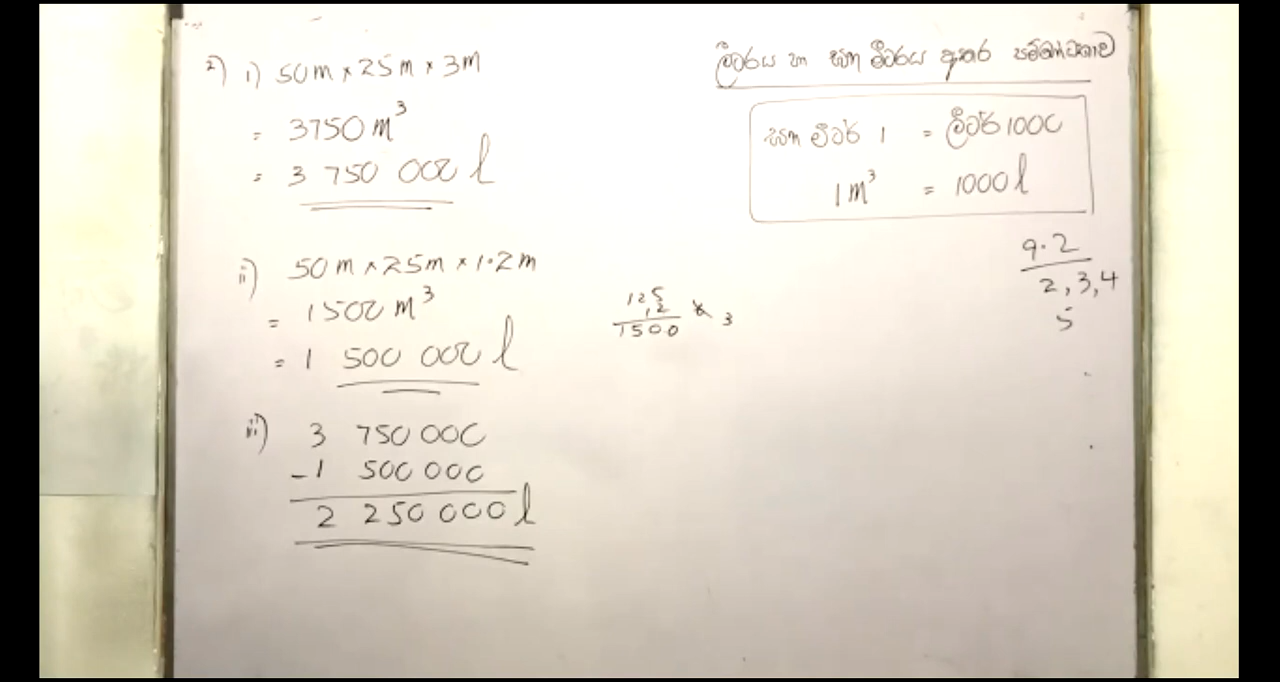 2) i) 50m × 25m × 3m
= 3750 m³
= 3 750 000 l
ii) 50m × 25m × 1.2m
= 1500 m³
= 1 500 000 l
iii) 3 750 000
- 1 500 000
2 250 000 l
125
12
1500
3
ලීටරය හා ඝන මීටරය අතර සම්බන්ධතාව
ඝන මීටර් 1 = ලීටර් 1000
1 m³ = 1000 l
9.2
2, 3, 4
5